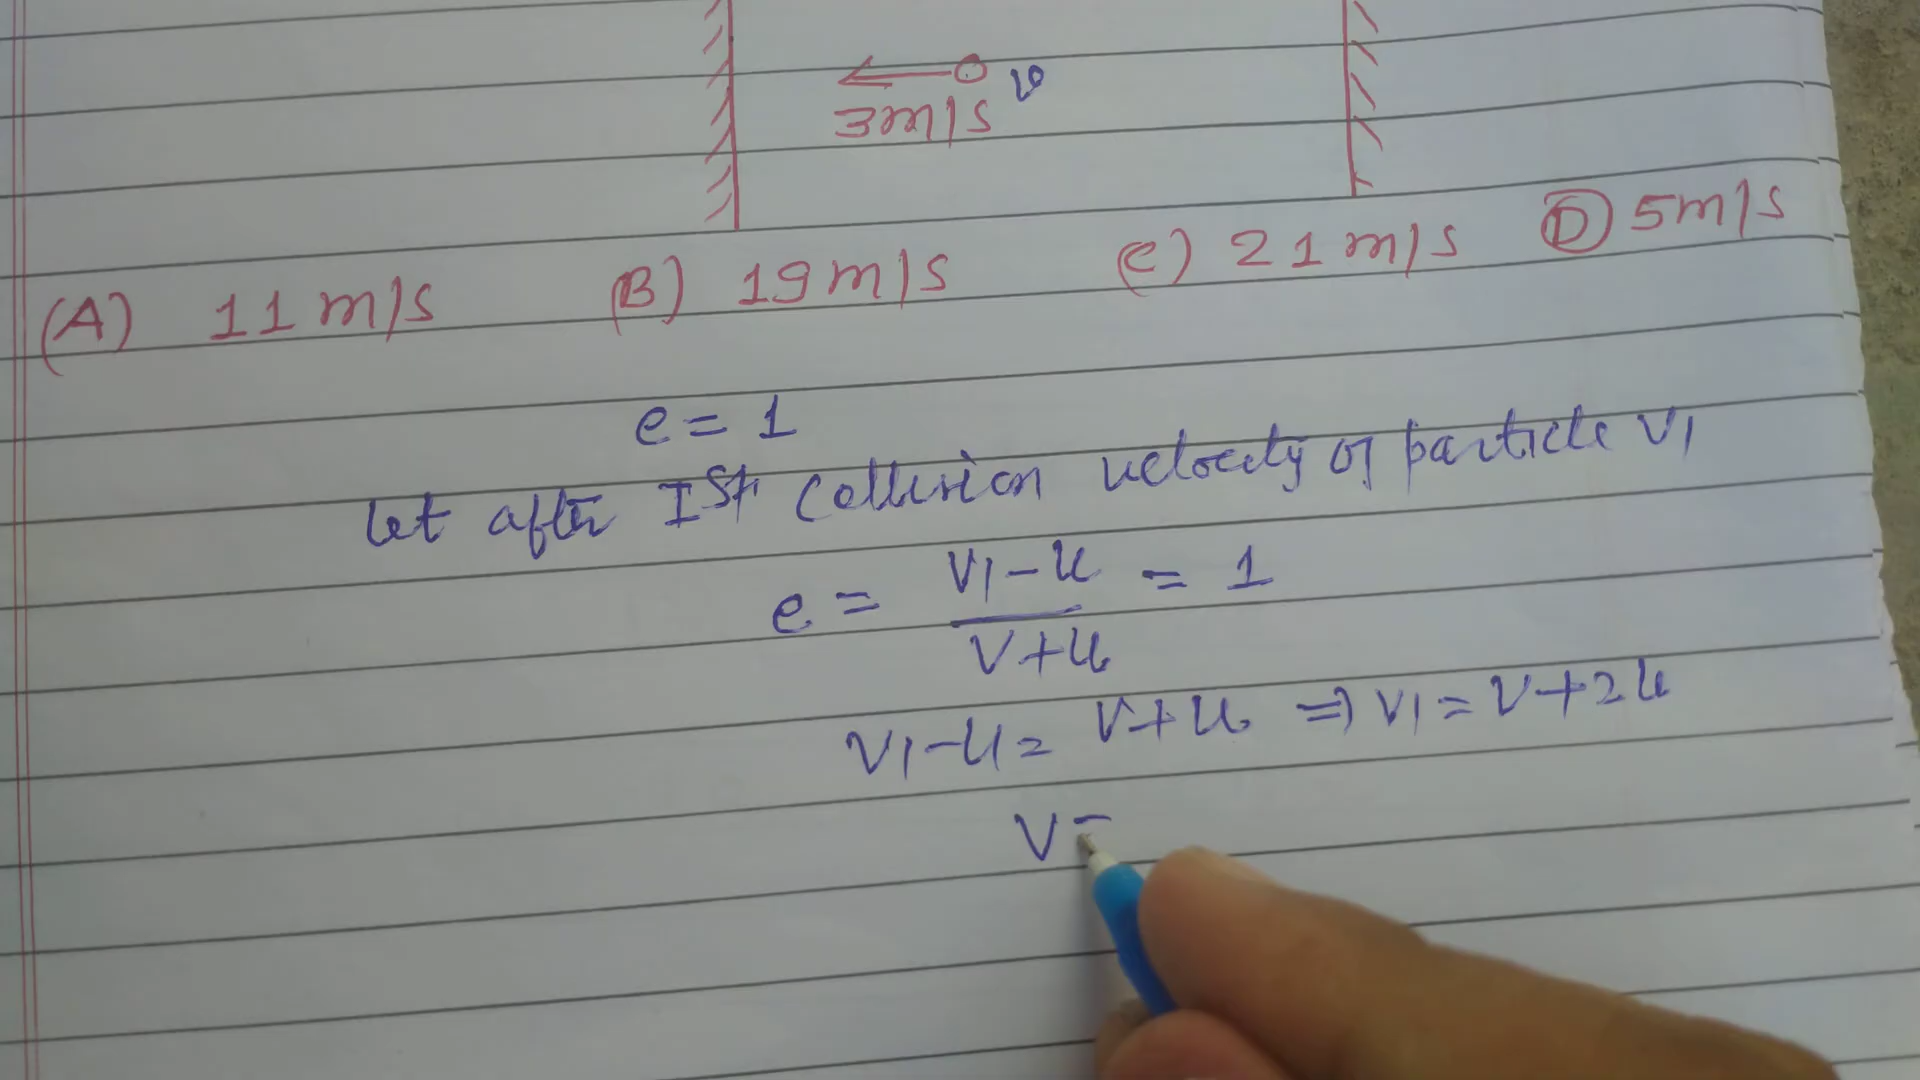 v
3m/s
(A) 11 m/s (B) 19 m/s (C) 21 m/s (D) 5m/s
e = 1
let after Ist Collision velocity of particle V1
e = V1 - u / V + u = 1
V1 - u = V + u ⇒ V1 = V + 2u
V =